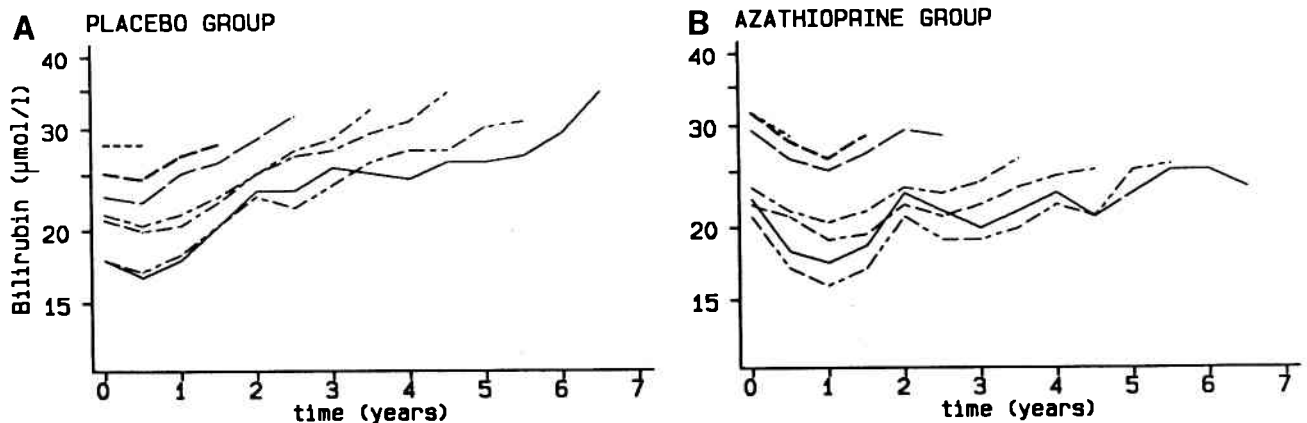 A PLACEBO GROUP
Bilirubin (μmol/l)
40
30
20
15
0 1 2 3 4 5 6 7
time (years)
B AZATHIOPRINE GROUP
40
30
20
15
0 1 2 3 4 5 6 7
time (years)